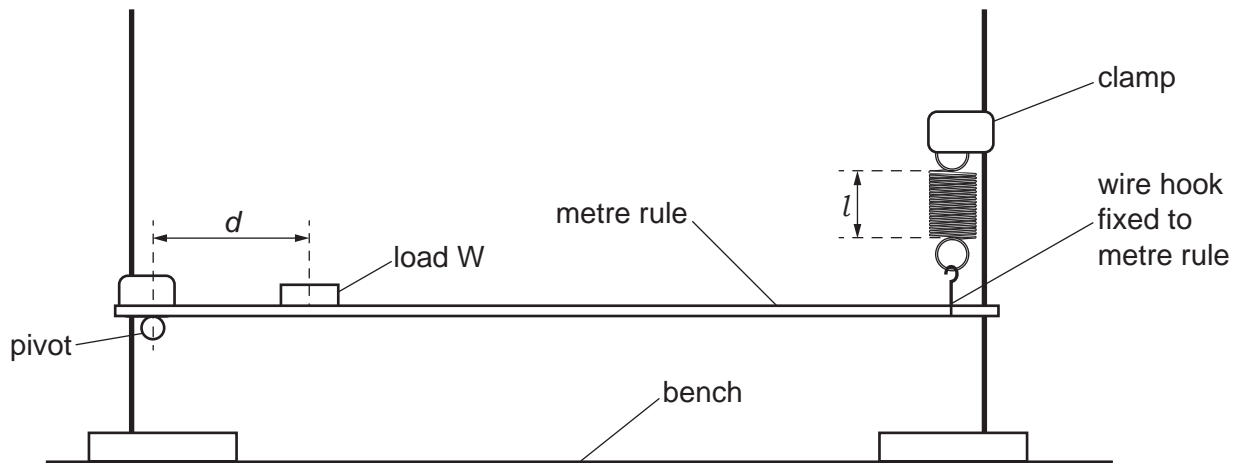 clamp
wire hook
fixed to
metre rule
l
d
metre rule
load W
pivot
bench